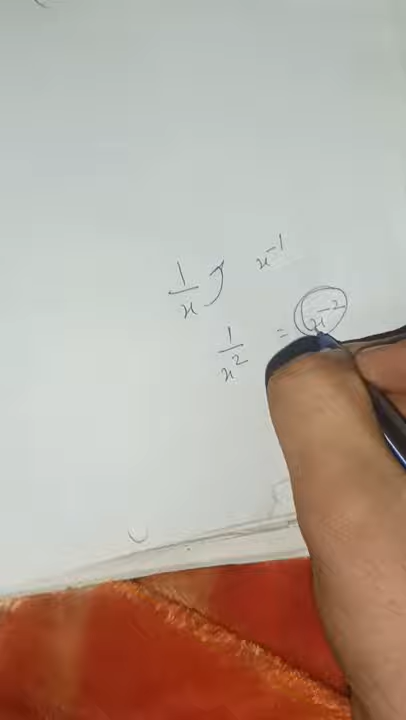 1/x x⁻¹
1/x² = x⁻²